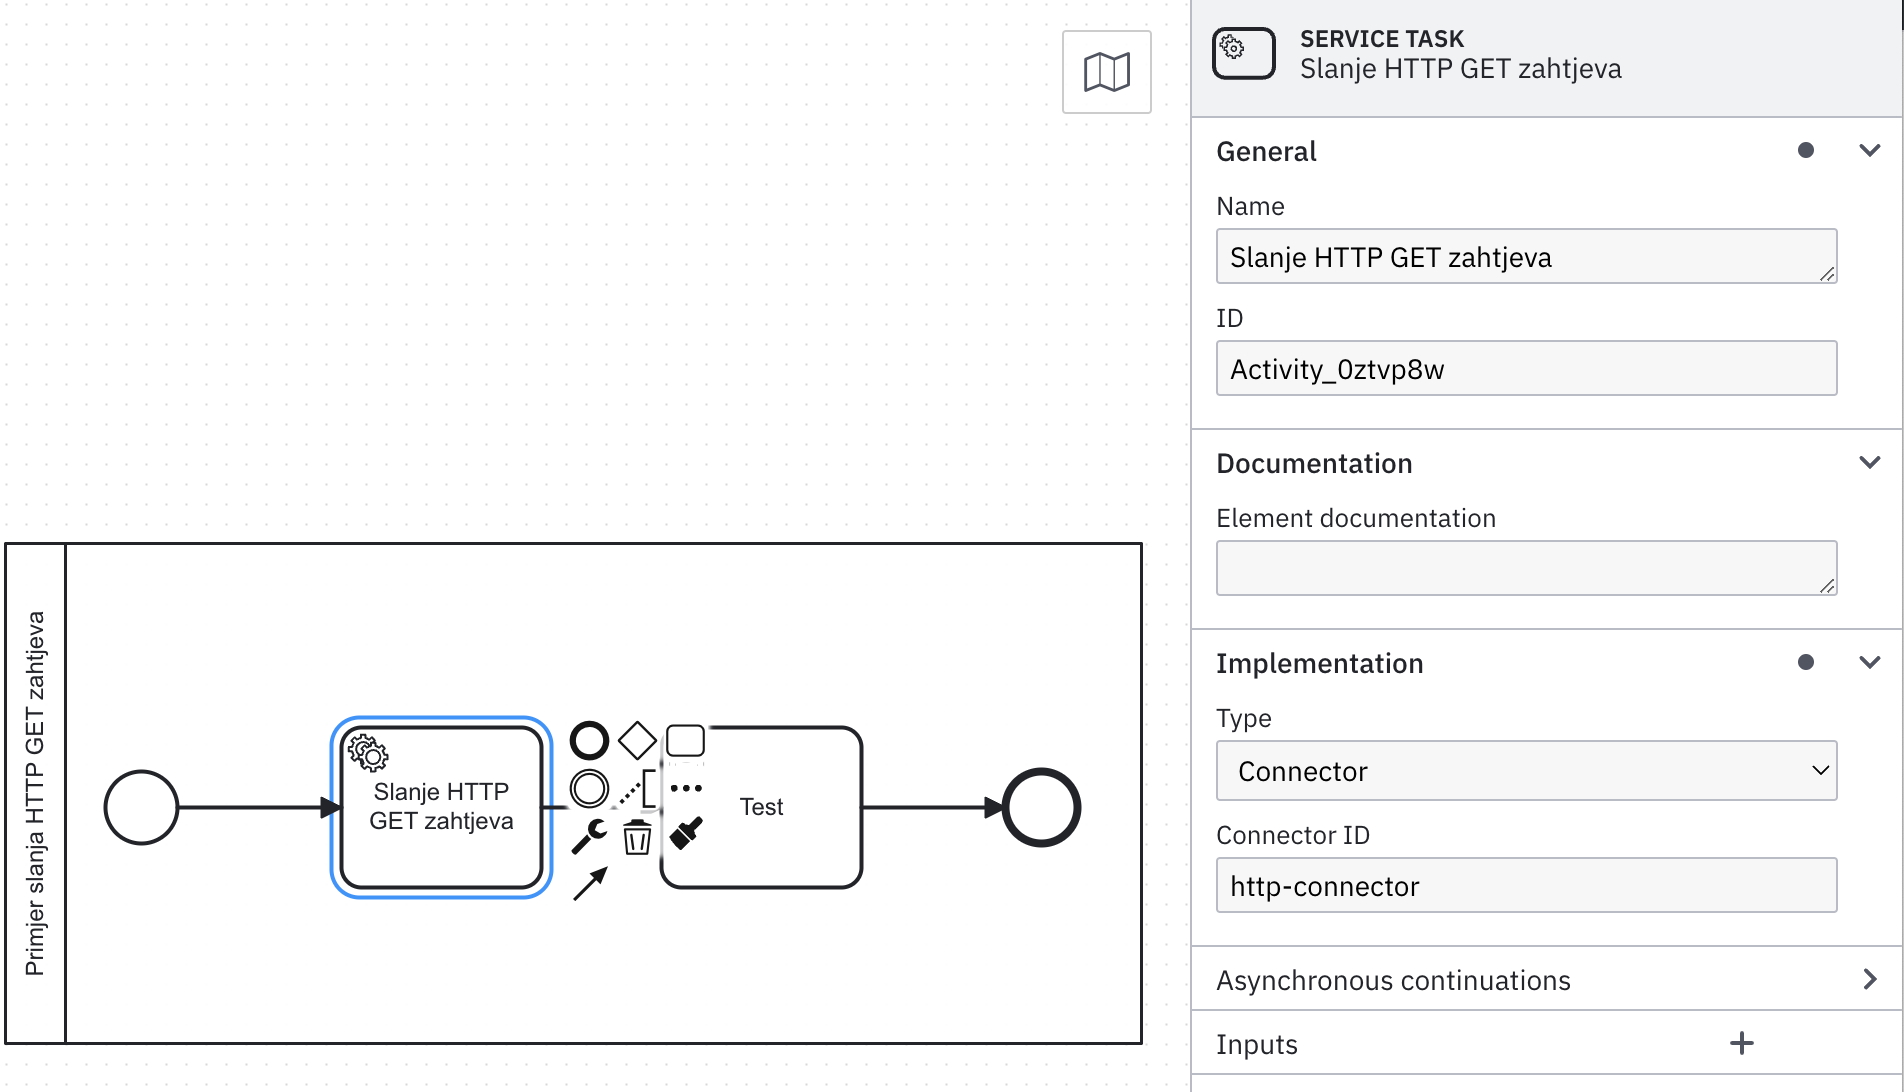 Primjer slanja HTTP GET zahtjeva
Slanje HTTP
GET zahtjeva
Test
SERVICE TASK
Slanje HTTP GET zahtjeva
General
Name
Slanje HTTP GET zahtjeva
ID
Activity_0ztvp8w
Documentation
Element documentation
Implementation
Type
Connector
Connector ID
http-connector
Asynchronous continuations
Inputs